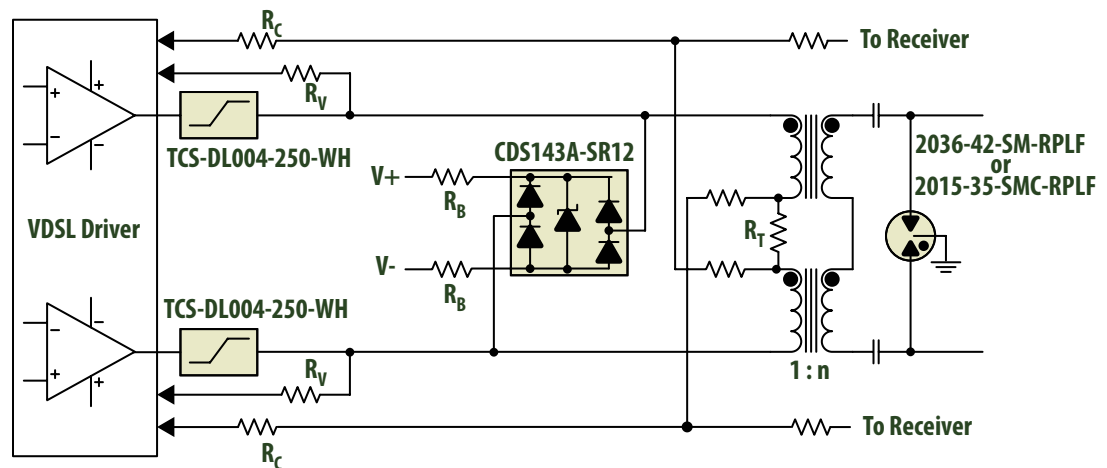 RC
To Receiver
RV
TCS-DL004-250-WH
CDS143A-SR12
2036-42-SM-RPLF
or
2015-35-SMC-RPLF
V+
RB
VDSL Driver
RT
V-
RB
TCS-DL004-250-WH
1 : n
RV
To Receiver
RC